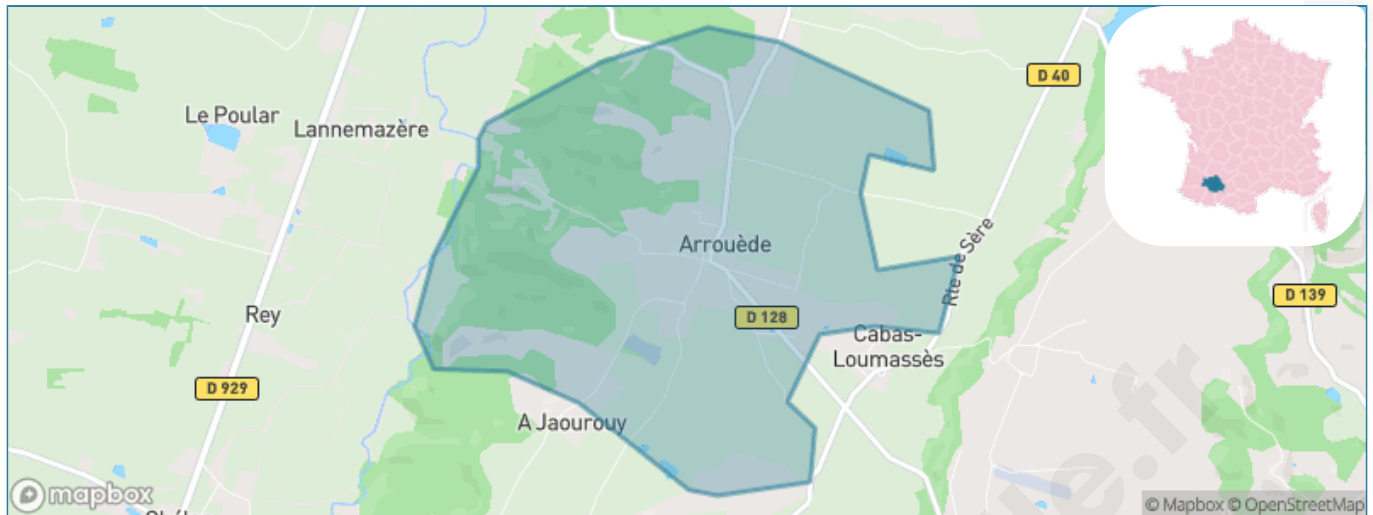 D 40
Le Poular
Lannemazère
Arrouède
Rte de Sère
D 139
Rey
D 128
Cabas-
Loumassès
D 929
A Jaourouy
mapbox
© Mapbox © OpenStreetMap